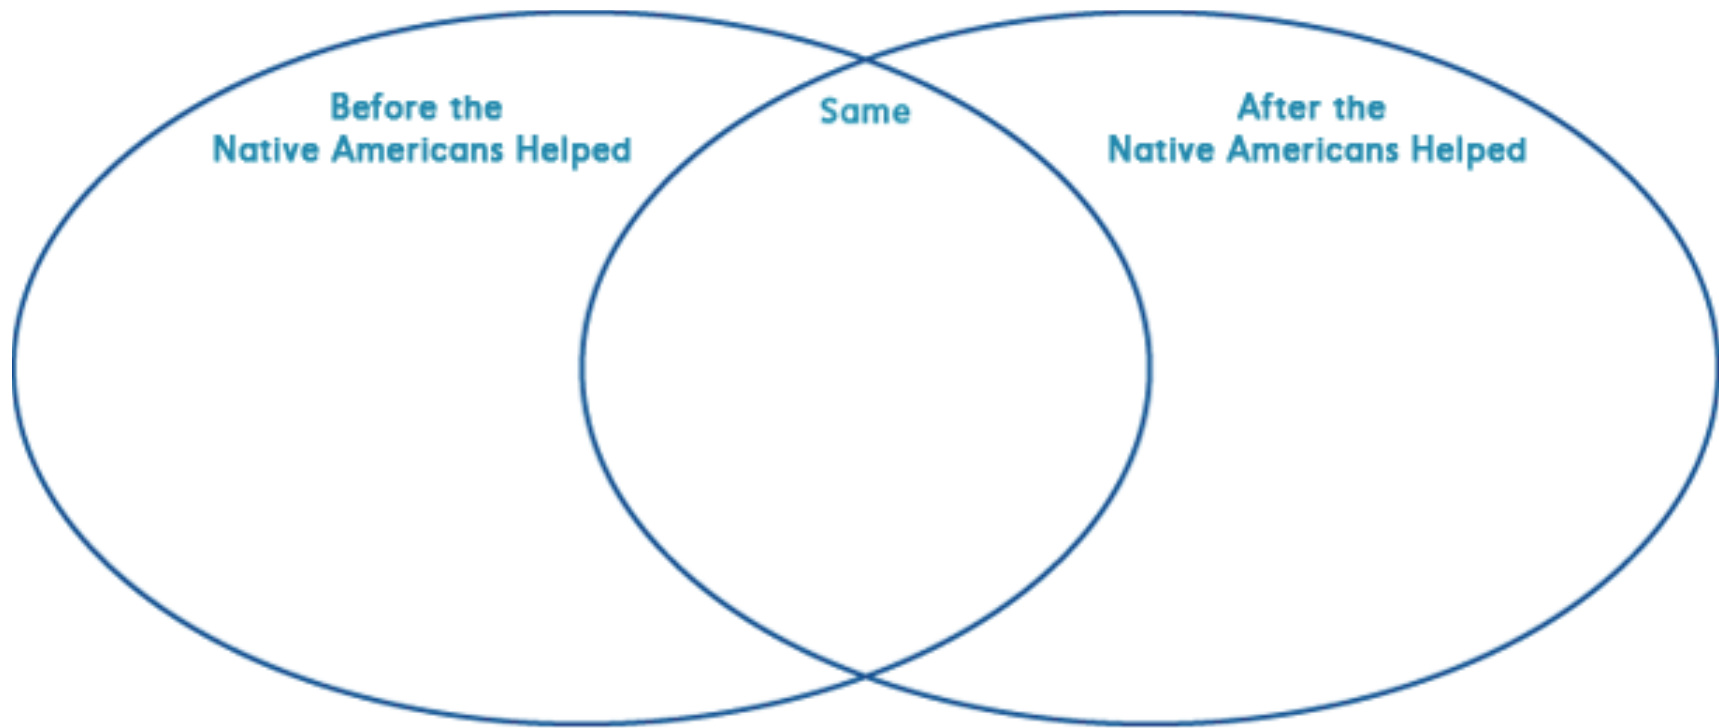 Before the
Native Americans Helped
Same
After the
Native Americans Helped